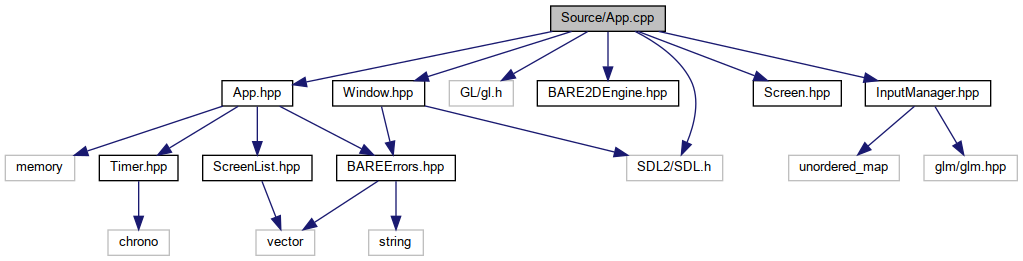 Source/App.cpp
App.hpp
Window.hpp
GL/gl.h
BARE2DEngine.hpp
Screen.hpp
InputManager.hpp
memory
Timer.hpp
ScreenList.hpp
BAREErrors.hpp
SDL2/SDL.h
unordered_map
glm/glm.hpp
chrono
vector
string